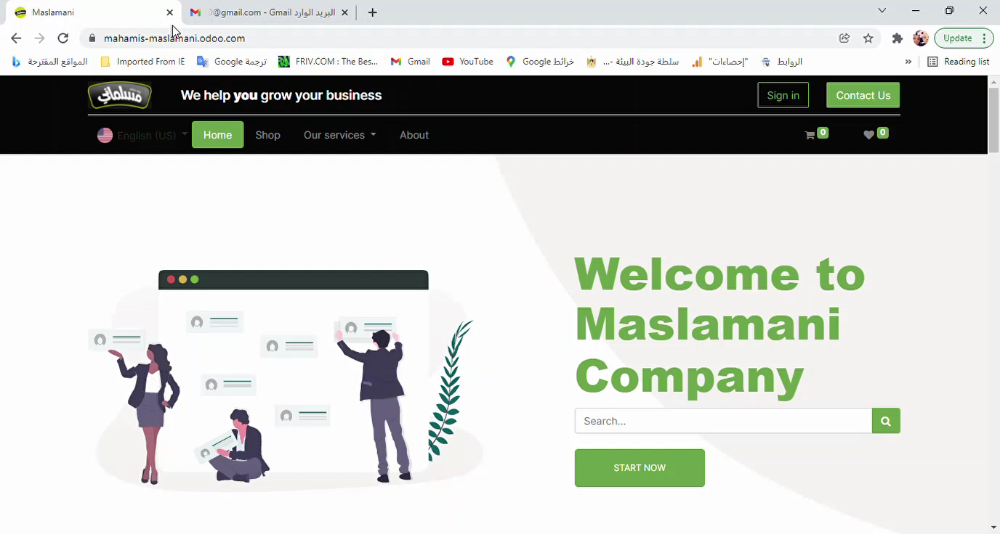 Maslamani
0@gmail.com - Gmail البريد الوارد
mahamis-maslamani.odoo.com
Update
المواقع المقترحة
Imported From IE
ترجمة Google
FRIV.COM : The Bes...
Gmail
YouTube
خرائط Google
سلطة جودة البيئة -...
"إحصاءات"
الروابط
»
Reading list
مسلماني
We help you grow your business
Sign in
Contact Us
English (US)
Home
Shop
Our services
About
0
0
Welcome to
Maslamani
Company
Search...
START NOW